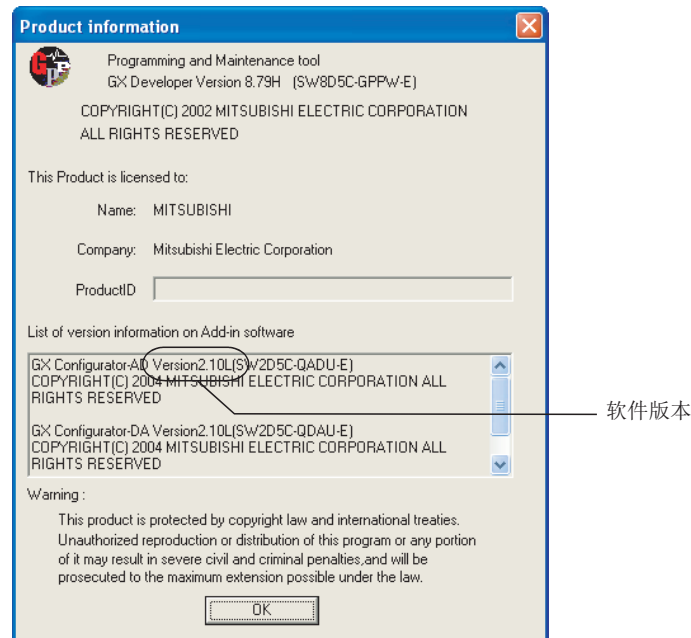 Product information
Programming and Maintenance tool
GX Developer Version 8.79H (SW8D5C-GPPW-E)
COPYRIGHT(C) 2002 MITSUBISHI ELECTRIC CORPORATION
ALL RIGHTS RESERVED
This Product is licensed to:
Name: MITSUBISHI
Company: Mitsubishi Electric Corporation
ProductID
List of version information on Add-in software
GX Configurator-AD Version2.10L(SW2D5C-QADU-E)
COPYRIGHT(C) 2004 MITSUBISHI ELECTRIC CORPORATION ALL
RIGHTS RESERVED
软件版本
GX Configurator-DA Version2.10L(SW2D5C-QDAU-E)
COPYRIGHT(C) 2004 MITSUBISHI ELECTRIC CORPORATION ALL
RIGHTS RESERVED
Warning :
This product is protected by copyright law and international treaties.
Unauthorized reproduction or distribution of this program or any portion
of it may result in severe civil and criminal penalties,and will be
prosecuted to the maximum extension possible under the law.
OK